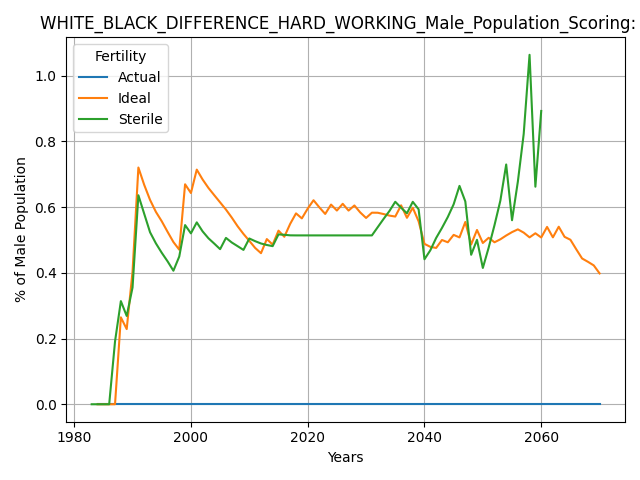 WHITE_BLACK_DIFFERENCE_HARD_WORKING_Male_Population_Scoring:
Fertility
Actual
Ideal
Sterile
% of Male Population
1.0
0.8
0.6
0.4
0.2
0.0
1980 2000 2020 2040 2060
Years